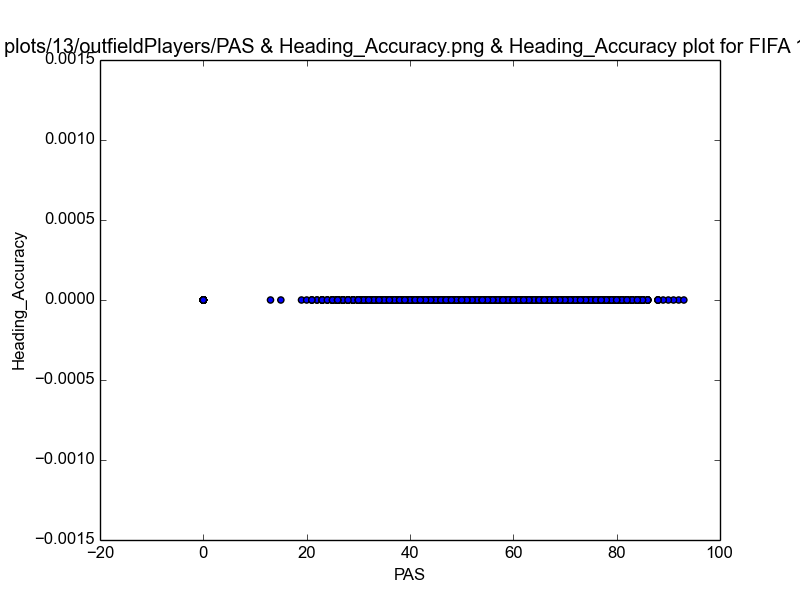 plots/13/outfieldPlayers/PAS & Heading_Accuracy.png & Heading_Accuracy plot for FIFA 1
0.0015
0.0010
0.0005
0.0000
−0.0005
−0.0010
−0.0015
Heading_Accuracy
−20 0 20 40 60 80 100
PAS